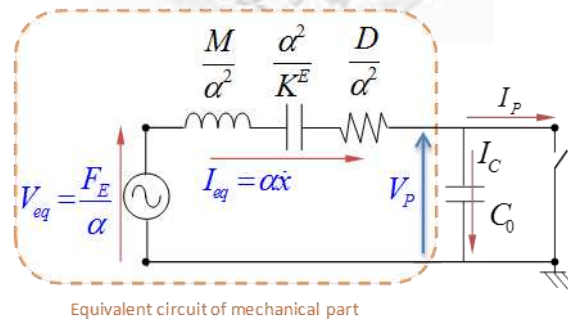 M/α² α²/K^E D/α²
I_P
V_eq = F_E/α
I_eq = αẋ
V_P
I_C
C_0
Equivalent circuit of mechanical part